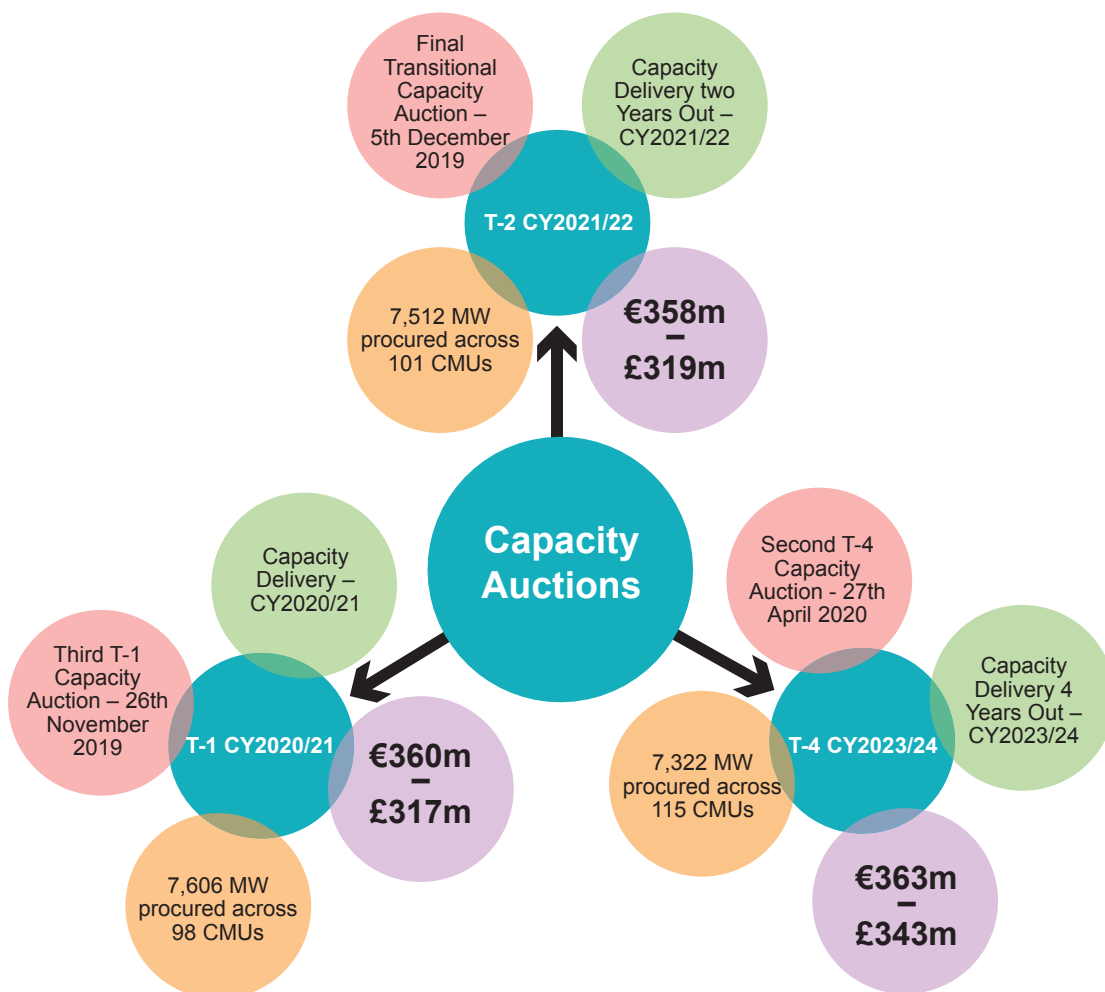 Final
Transitional
Capacity
Auction –
5th December
2019
Capacity
Delivery two
Years Out –
CY2021/22
T-2 CY2021/22
7,512 MW
procured across
101 CMUs
€358m
–
£319m
Capacity
Auctions
Capacity
Delivery –
CY2020/21
Third T-1
Capacity
Auction – 26th
November
2019
T-1 CY2020/21
€360m
–
£317m
7,606 MW
procured across
98 CMUs
Second T-4
Capacity
Auction - 27th
April 2020
Capacity
Delivery 4
Years Out –
CY2023/24
T-4 CY2023/24
7,322 MW
procured across
115 CMUs
€363m
–
£343m